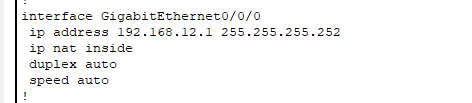 interface GigabitEthernet0/0/0
ip address 192.168.12.1 255.255.255.252
ip nat inside
duplex auto
speed auto
!